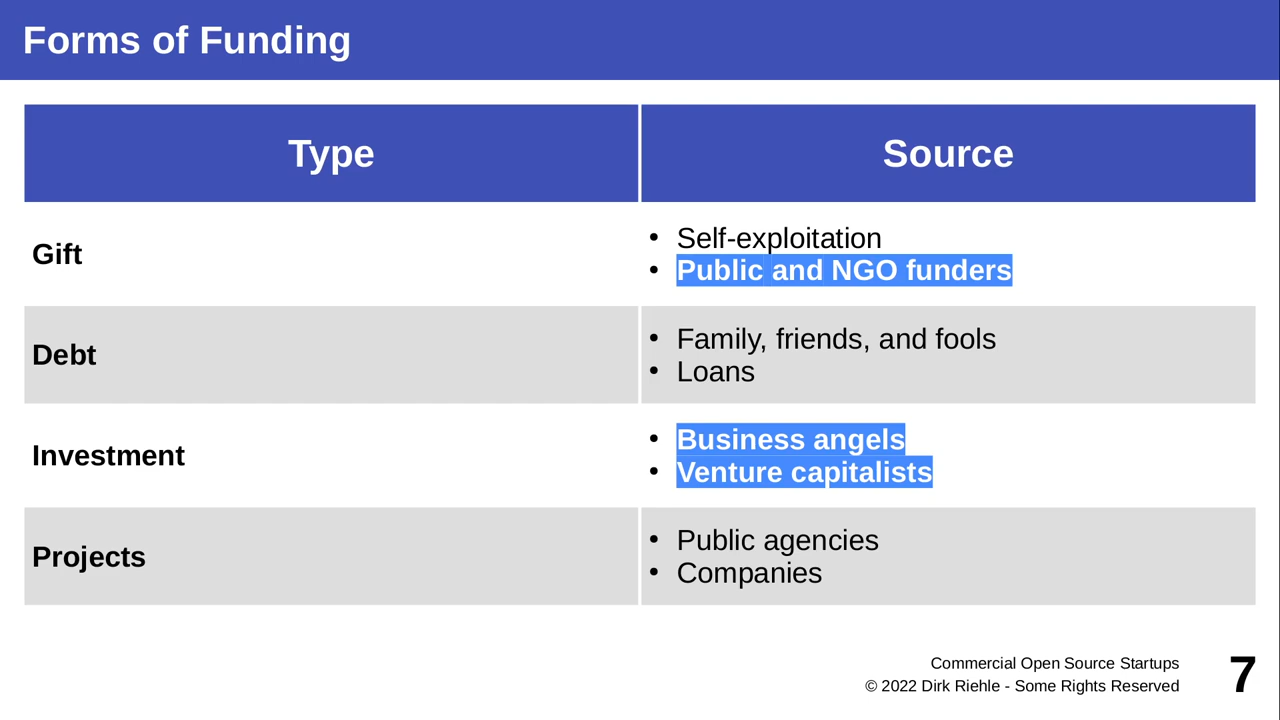 Forms of Funding
Type
Source
Gift
• Self-exploitation
• Public and NGO funders
Debt
• Family, friends, and fools
• Loans
Investment
• Business angels
• Venture capitalists
Projects
• Public agencies
• Companies
Commercial Open Source Startups
© 2022 Dirk Riehle - Some Rights Reserved
7